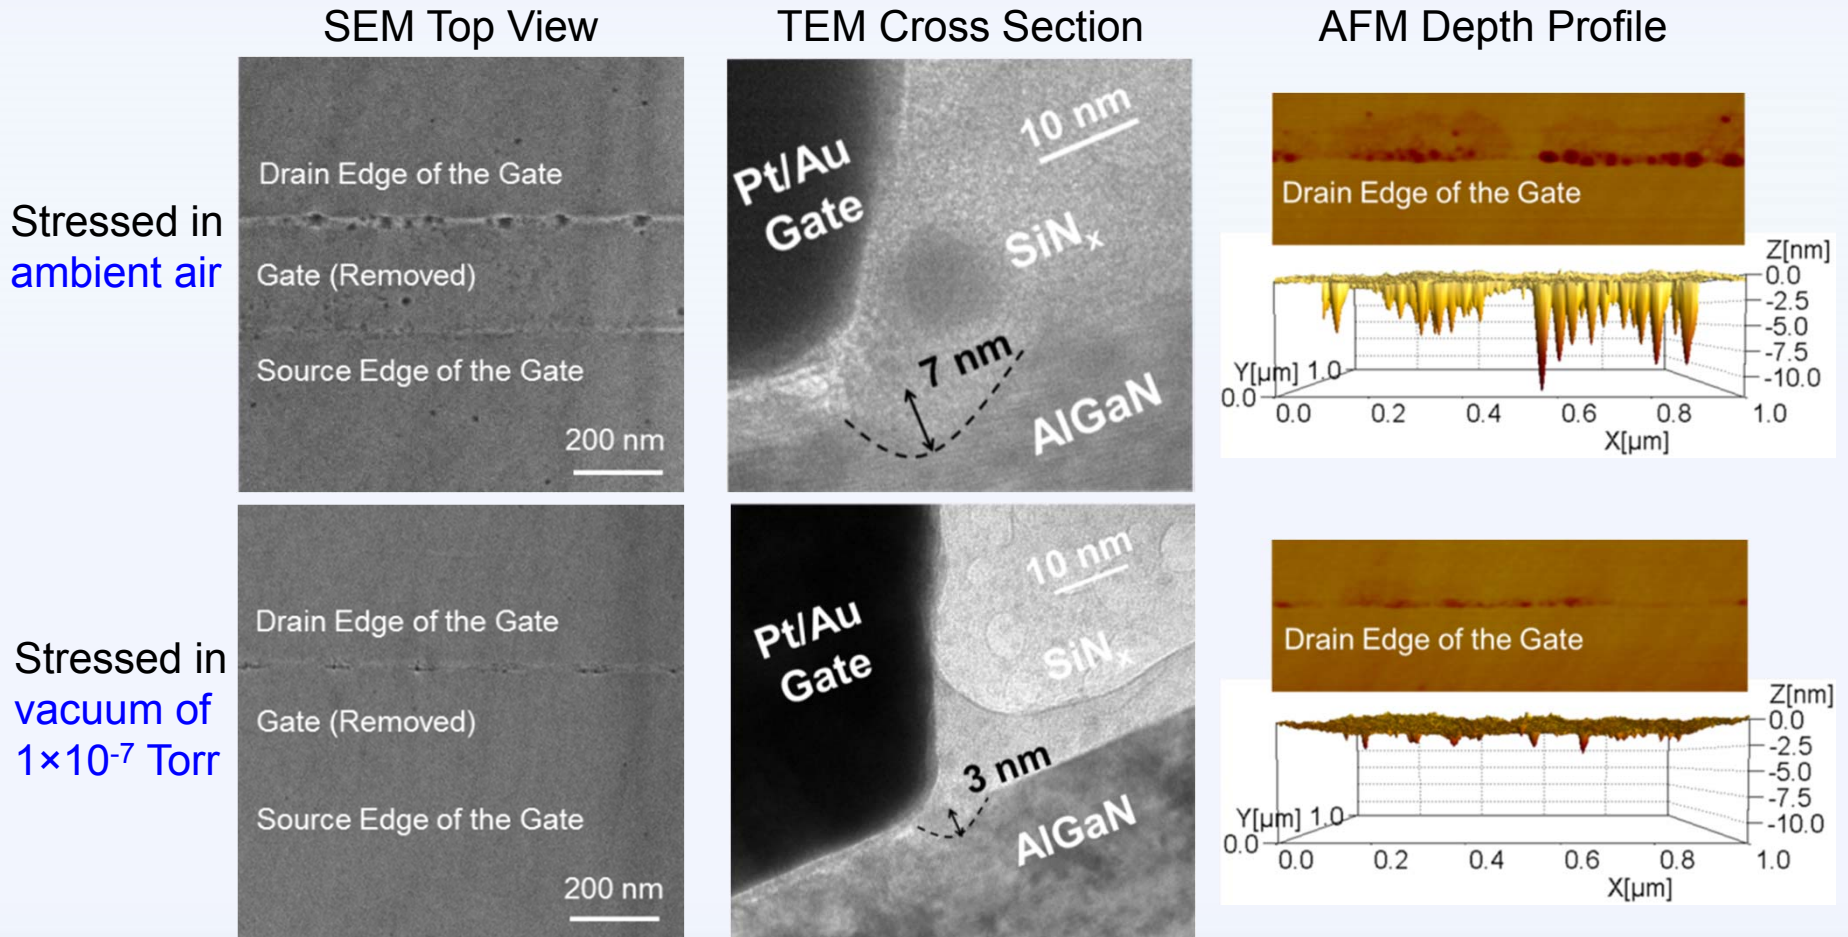 SEM Top View
TEM Cross Section
AFM Depth Profile
Stressed in
ambient air
Drain Edge of the Gate
Gate (Removed)
Source Edge of the Gate
200 nm
Pt/Au
Gate
10 nm
SiNₓ
7 nm
AlGaN
Drain Edge of the Gate
Z[nm]
0.0
-2.5
-5.0
-7.5
-10.0
Y[µm] 1.0
0.0
0.0 0.2 0.4 0.6 0.8 1.0
X[µm]
Stressed in
vacuum of
1×10⁻⁷ Torr
Drain Edge of the Gate
Gate (Removed)
Source Edge of the Gate
200 nm
Pt/Au
Gate
10 nm
SiNₓ
3 nm
AlGaN
Drain Edge of the Gate
Z[nm]
0.0
-2.5
-5.0
-7.5
-10.0
Y[µm] 1.0
0.0
0.0 0.2 0.4 0.6 0.8 1.0
X[µm]